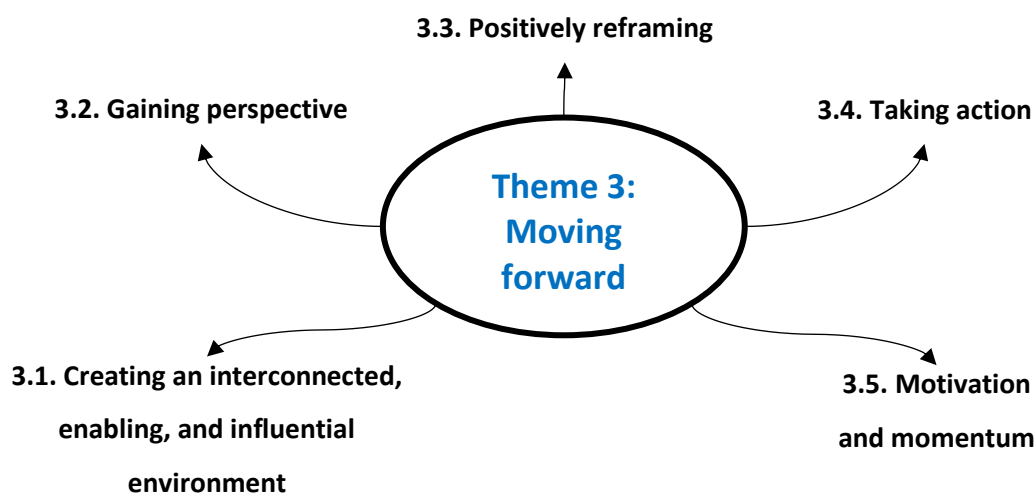 3.3. Positively reframing
3.2. Gaining perspective
3.4. Taking action
Theme 3:
Moving
forward
3.1. Creating an interconnected,
enabling, and influential
environment
3.5. Motivation
and momentum